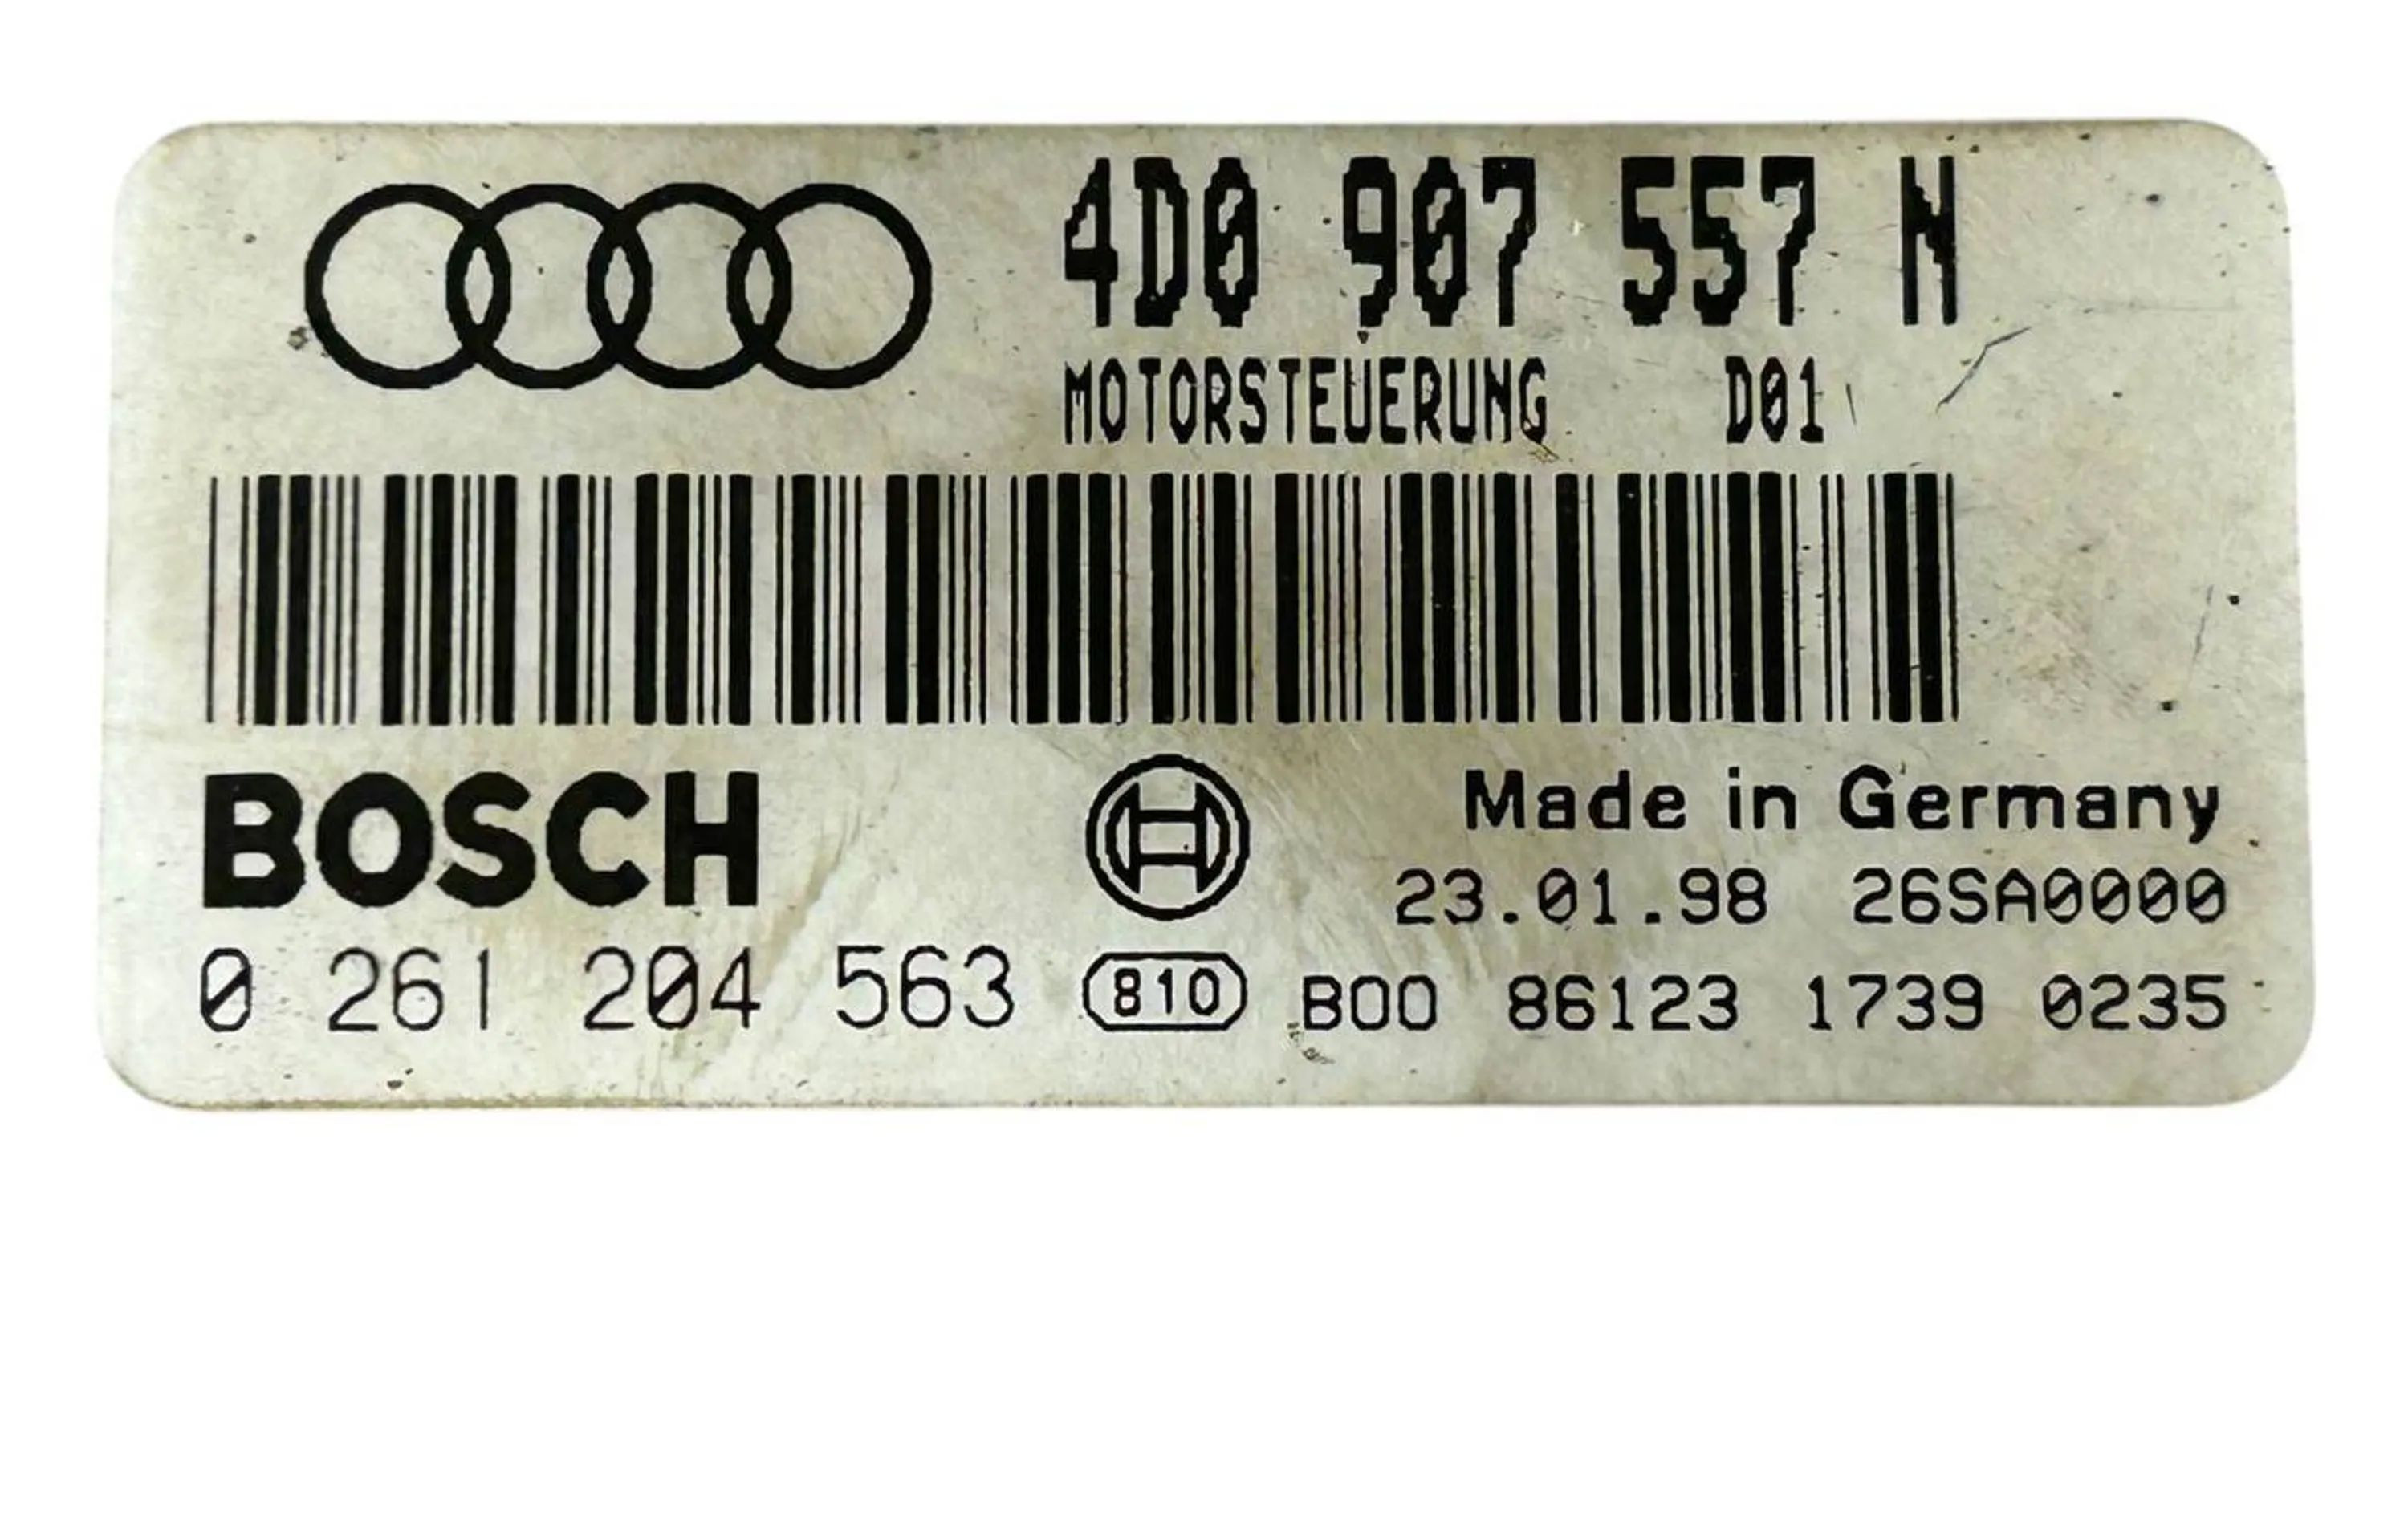 4D0 907 557 N
MOTORSTEUERUNG D01
BOSCH
Made in Germany
23.01.98 26SA0000
0 261 204 563 810 B00 86123 1739 0235